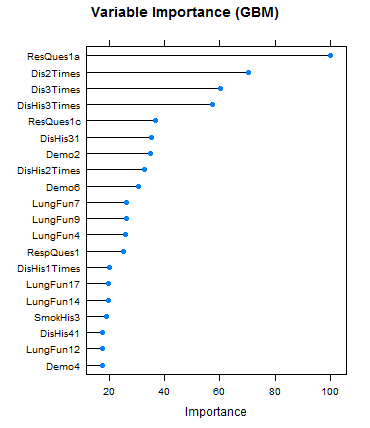 Variable Importance (GBM)
ResQues1a
Dis2Times
Dis3Times
DisHis3Times
ResQues1c
DisHis31
Demo2
DisHis2Times
Demo6
LungFun7
LungFun9
LungFun4
RespQues1
DisHis1Times
LungFun17
LungFun14
SmokHis3
DisHis41
LungFun12
Demo4
20 40 60 80 100
Importance